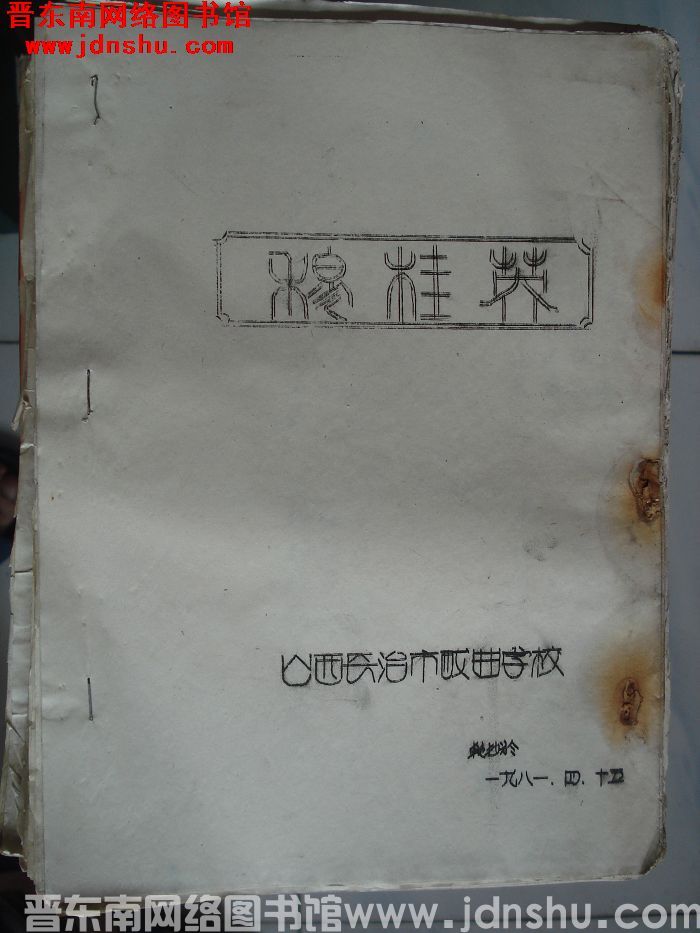 晋东南网络图书馆
www.jdnshu.com
穆桂英
山西长治市戏曲学校
一九八一.四.十五
晋东南网络图书馆www.jdnshu.com